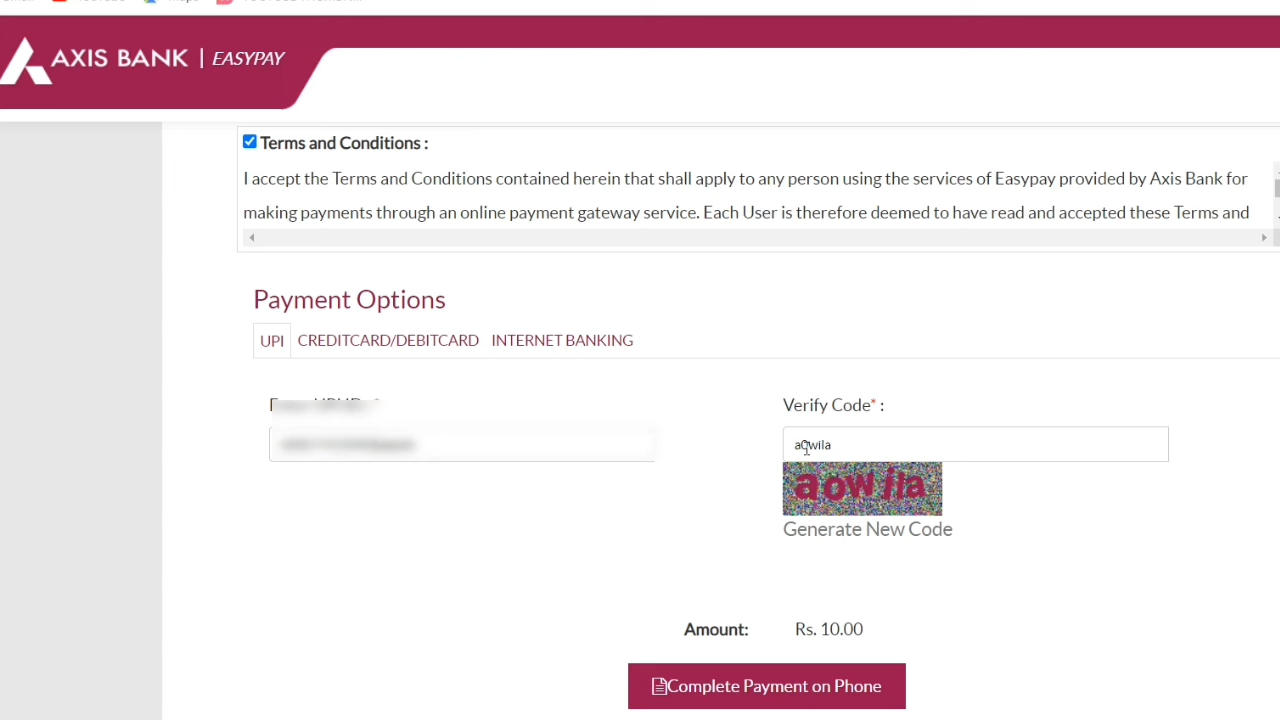 AXIS BANK | EASYPAY
Terms and Conditions :
I accept the Terms and Conditions contained herein that shall apply to any person using the services of Easypay provided by Axis Bank for
making payments through an online payment gateway service. Each User is therefore deemed to have read and accepted these Terms and
Payment Options
UPI CREDITCARD/DEBITCARD INTERNET BANKING
Verify Code* :
aowila
aowila
Generate New Code
Amount: Rs. 10.00
Complete Payment on Phone